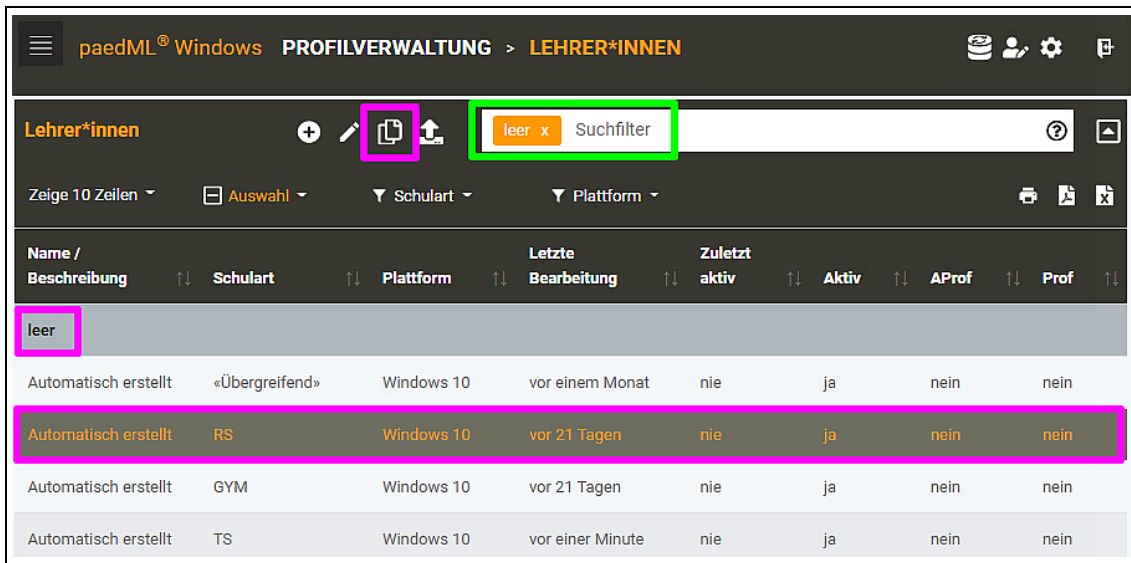 paedML® Windows PROFILVERWALTUNG > LEHRER*INNEN
Lehrer*innen leer x Suchfilter
Zeige 10 Zeilen Auswahl Schulart Plattform
Name / Beschreibung Schulart Plattform Letzte Bearbeitung Zuletzt aktiv Aktiv AProf Prof
leer
Automatisch erstellt «Übergreifend» Windows 10 vor einem Monat nie ja nein nein
Automatisch erstellt RS Windows 10 vor 21 Tagen nie ja nein nein
Automatisch erstellt GYM Windows 10 vor 21 Tagen nie ja nein nein
Automatisch erstellt TS Windows 10 vor einer Minute nie ja nein nein